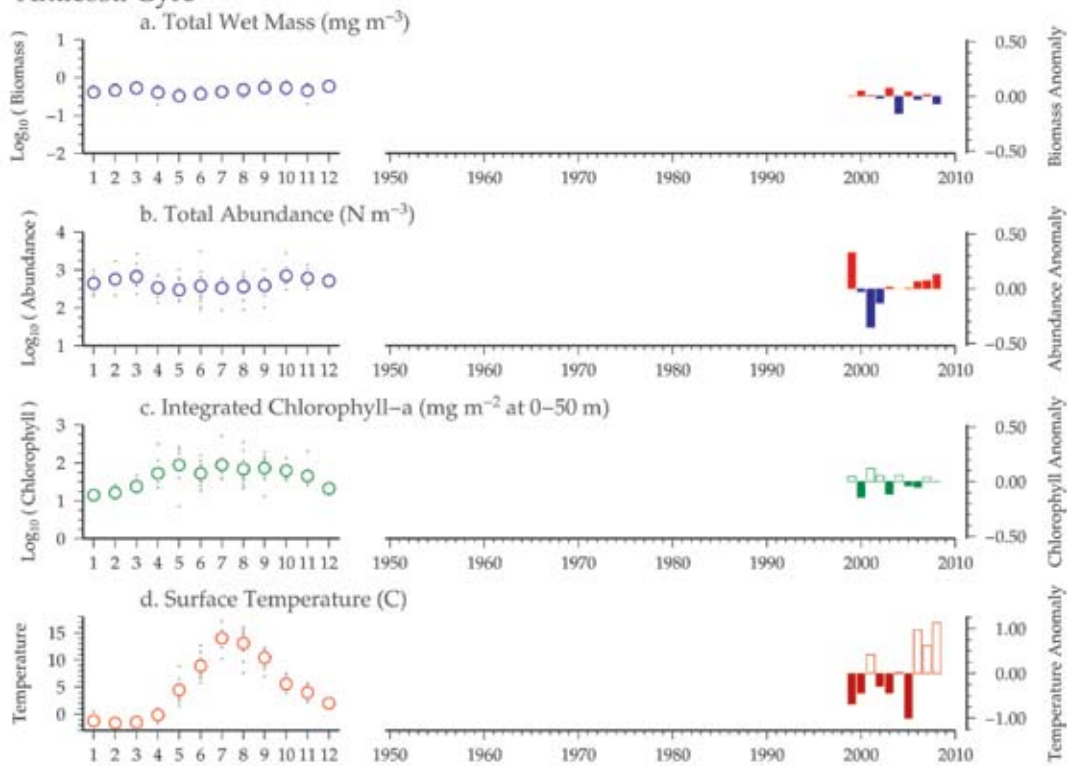 a. Total Wet Mass (mg m⁻³)
Log₁₀ ( Biomass )
1
0
−1
−2
1 2 3 4 5 6 7 8 9 10 11 12
1950 1960 1970 1980 1990 2000 2010
0.50
0.00
−0.50
Biomass Anomaly
b. Total Abundance (N m⁻³)
Log₁₀ ( Abundance )
4
3
2
1
1 2 3 4 5 6 7 8 9 10 11 12
1950 1960 1970 1980 1990 2000 2010
0.50
0.00
−0.50
Abundance Anomaly
c. Integrated Chlorophyll−a (mg m⁻² at 0−50 m)
Log₁₀ ( Chlorophyll )
3
2
1
0
1 2 3 4 5 6 7 8 9 10 11 12
1950 1960 1970 1980 1990 2000 2010
0.50
0.00
−0.50
Chlorophyll Anomaly
d. Surface Temperature (C)
Temperature
15
10
5
0
1 2 3 4 5 6 7 8 9 10 11 12
1950 1960 1970 1980 1990 2000 2010
1.00
0.00
−1.00
Temperature Anomaly